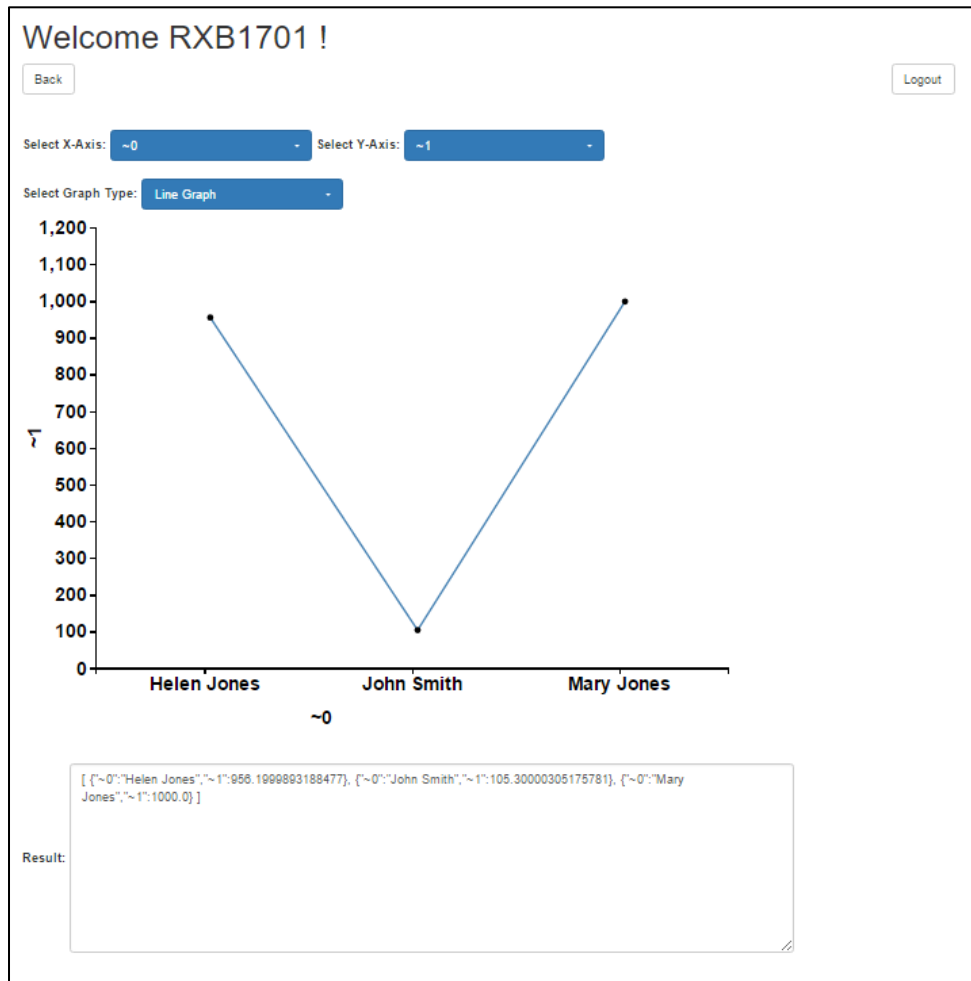 Welcome RXB1701 !
Back
Logout
Select X-Axis: ~0 Select Y-Axis: ~1
Select Graph Type: Line Graph
1,200
1,100
1,000
900
800
700
600
500
400
300
200
100
0
~1
Helen Jones John Smith Mary Jones
~0
Result:
[ {"~0":"Helen Jones","~1":956.1999893188477}, {"~0":"John Smith","~1":105.30000305175781}, {"~0":"Mary
Jones","~1":1000.0} ]